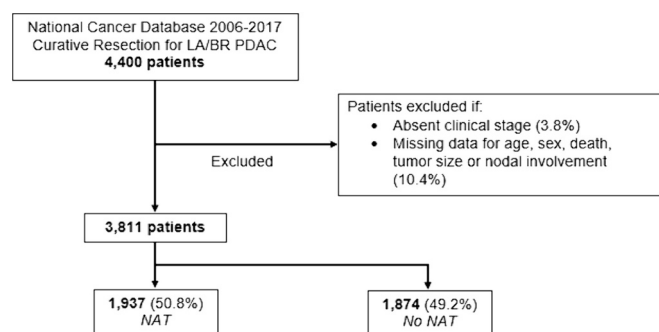 National Cancer Database 2006-2017
Curative Resection for LA/BR PDAC
4,400 patients
Patients excluded if:
• Absent clinical stage (3.8%)
• Missing data for age, sex, death,
tumor size or nodal involvement
(10.4%)
Excluded
3,811 patients
1,937 (50.8%)
NAT
1,874 (49.2%)
No NAT